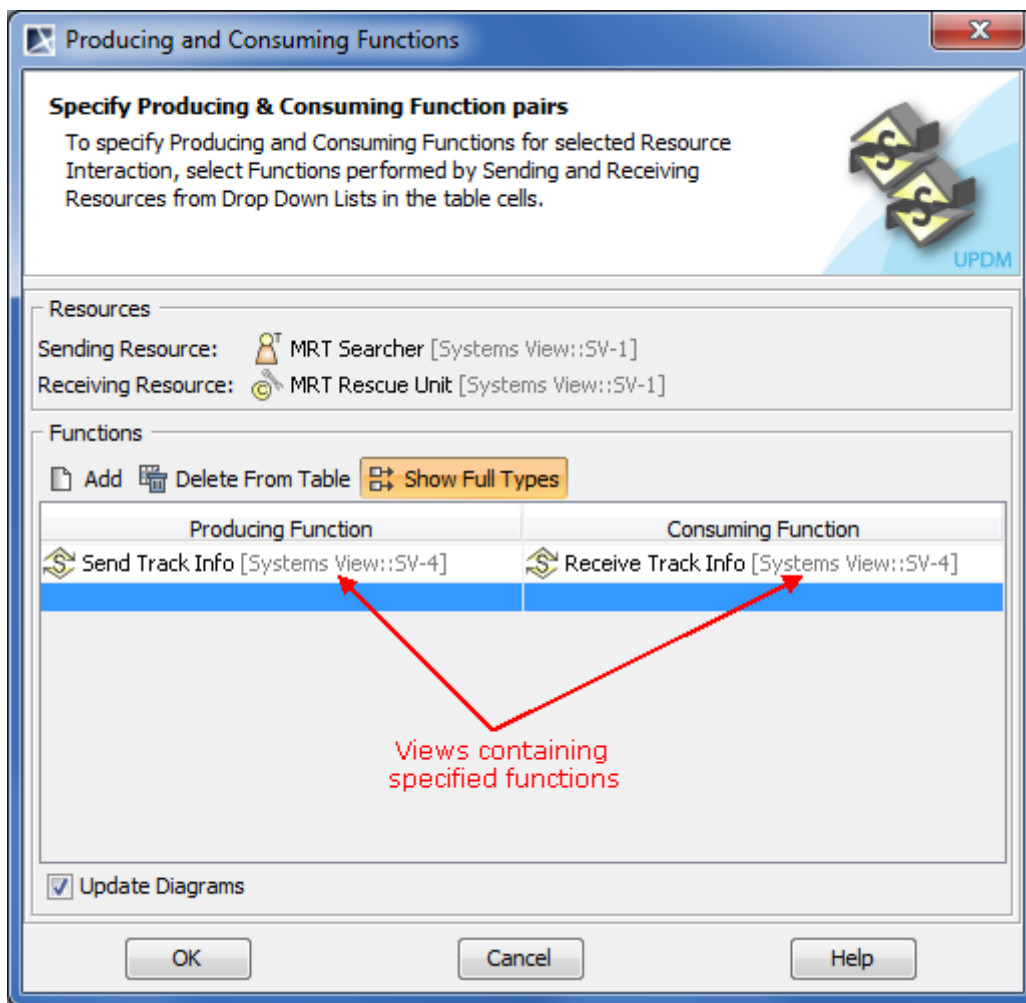 Producing and Consuming Functions
x
Specify Producing & Consuming Function pairs
To specify Producing and Consuming Functions for selected Resource
Interaction, select Functions performed by Sending and Receiving
Resources from Drop Down Lists in the table cells.
S
S
UPDM
Resources
Sending Resource: T MRT Searcher [Systems View::SV-1]
Receiving Resource: C MRT Rescue Unit [Systems View::SV-1]
Functions
Add Delete From Table Show Full Types
Producing Function Consuming Function
S Send Track Info [Systems View::SV-4] S Receive Track Info [Systems View::SV-4]
Views containing
specified functions
Update Diagrams
OK Cancel Help